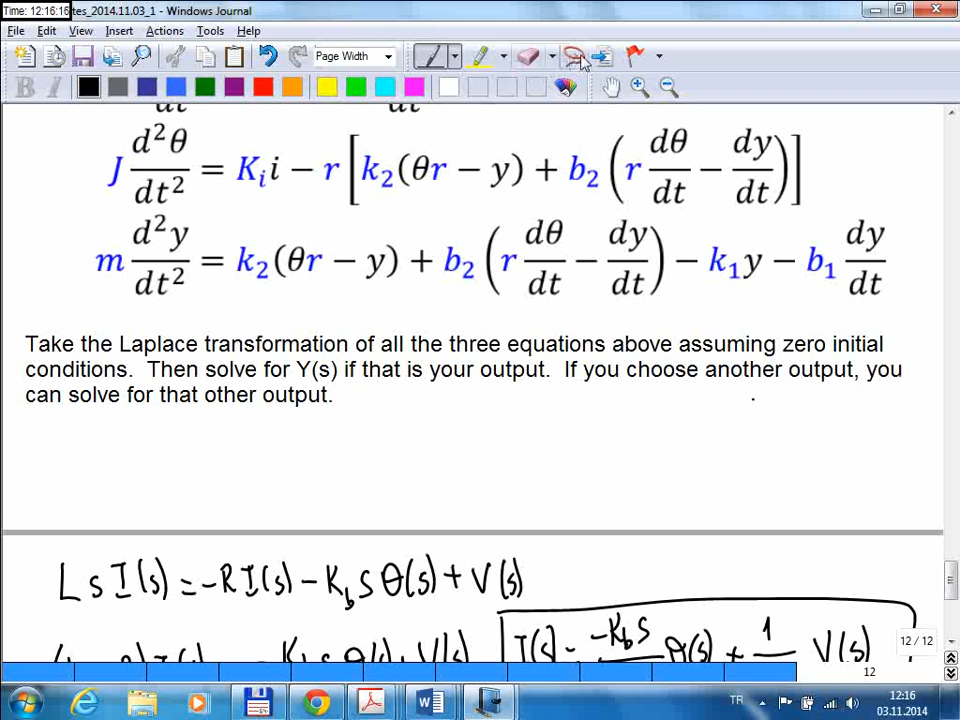 Time: 12:16:16 tes_2014.11.03_1 - Windows Journal
File Edit View Insert Actions Tools Help
Page Width
B I
J d²θ/dt² = Kᵢi − r [k₂(θr − y) + b₂ (r dθ/dt − dy/dt)]
m d²y/dt² = k₂(θr − y) + b₂ (r dθ/dt − dy/dt) − k₁y − b₁ dy/dt
Take the Laplace transformation of all the three equations above assuming zero initial
conditions. Then solve for Y(s) if that is your output. If you choose another output, you
can solve for that other output.
L s I(s) = -R I(s) - K_b s θ(s) + V(s)
I(s) = -K_b s θ(s) + 1 V(s)
12 / 12
12
TR
12:16
03.11.2014